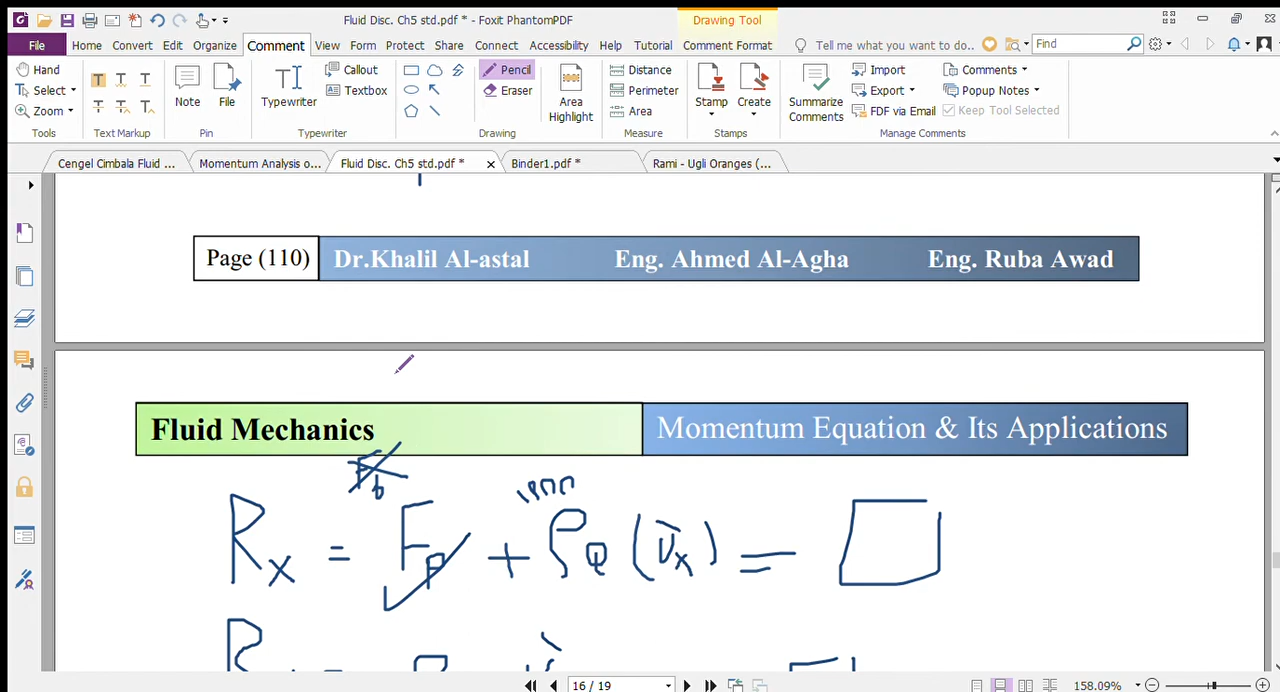 Fluid Disc. Ch5 std.pdf * - Foxit PhantomPDF
Drawing Tool
File Home Convert Edit Organize Comment View Form Protect Share Connect Accessibility Help Tutorial Comment Format Tell me what you want to do.. Find
Hand
Select
Zoom
Tools
Text Markup
Note
File
Pin
Typewriter
Callout
Textbox
Typewriter
Pencil
Eraser
Drawing
Area Highlight
Distance
Perimeter
Area
Measure
Stamp
Create
Stamps
Summarize Comments
Import
Export
FDF via Email
Comments
Popup Notes
Keep Tool Selected
Manage Comments
Cengel Cimbala Fluid ... Momentum Analysis o... Fluid Disc. Ch5 std.pdf * Binder1.pdf * Rami - Ugli Oranges (...
Page (110) Dr.Khalil Al-astal Eng. Ahmed Al-Agha Eng. Ruba Awad
Fluid Mechanics Momentum Equation & Its Applications
Rx = Fp + ρQ (Vx) =
16 / 19 158.09%